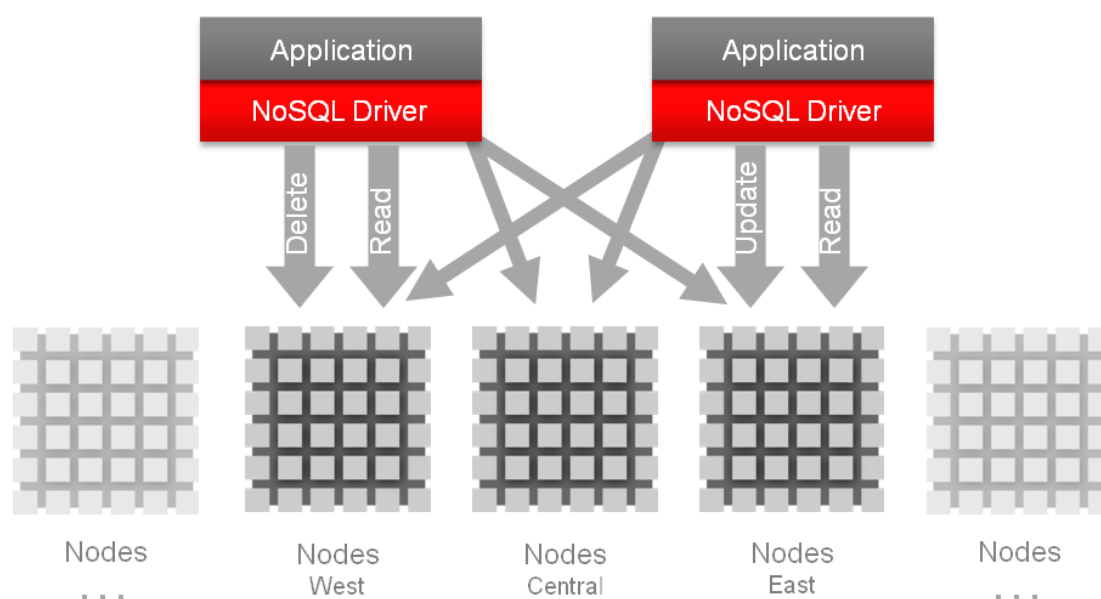 Application
NoSQL Driver
Application
NoSQL Driver
Delete
Read
Update
Read
Nodes
...
Nodes
West
Nodes
Central
Nodes
East
Nodes
...